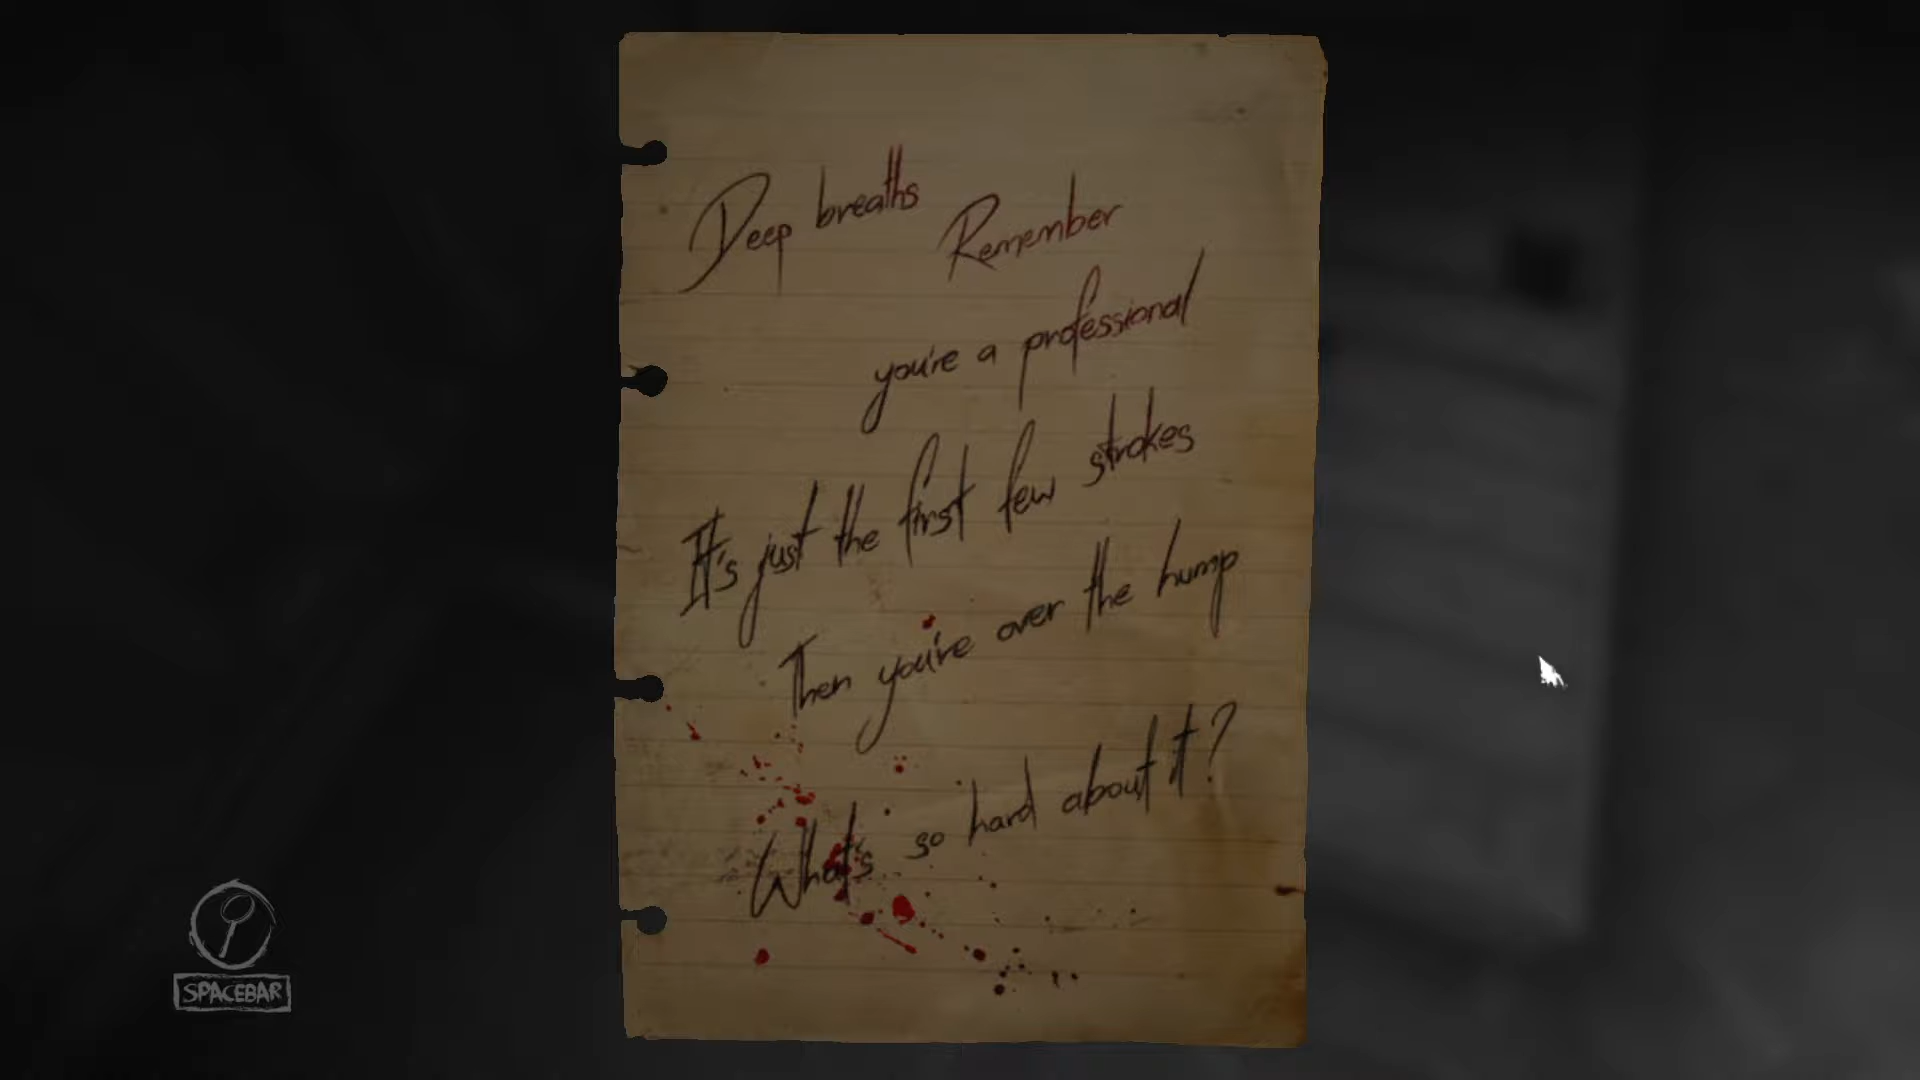 Deep breaths Remember
you're a professional
It's just the first few strokes
Then you're over the hump
What's so hard about it?
SPACEBAR